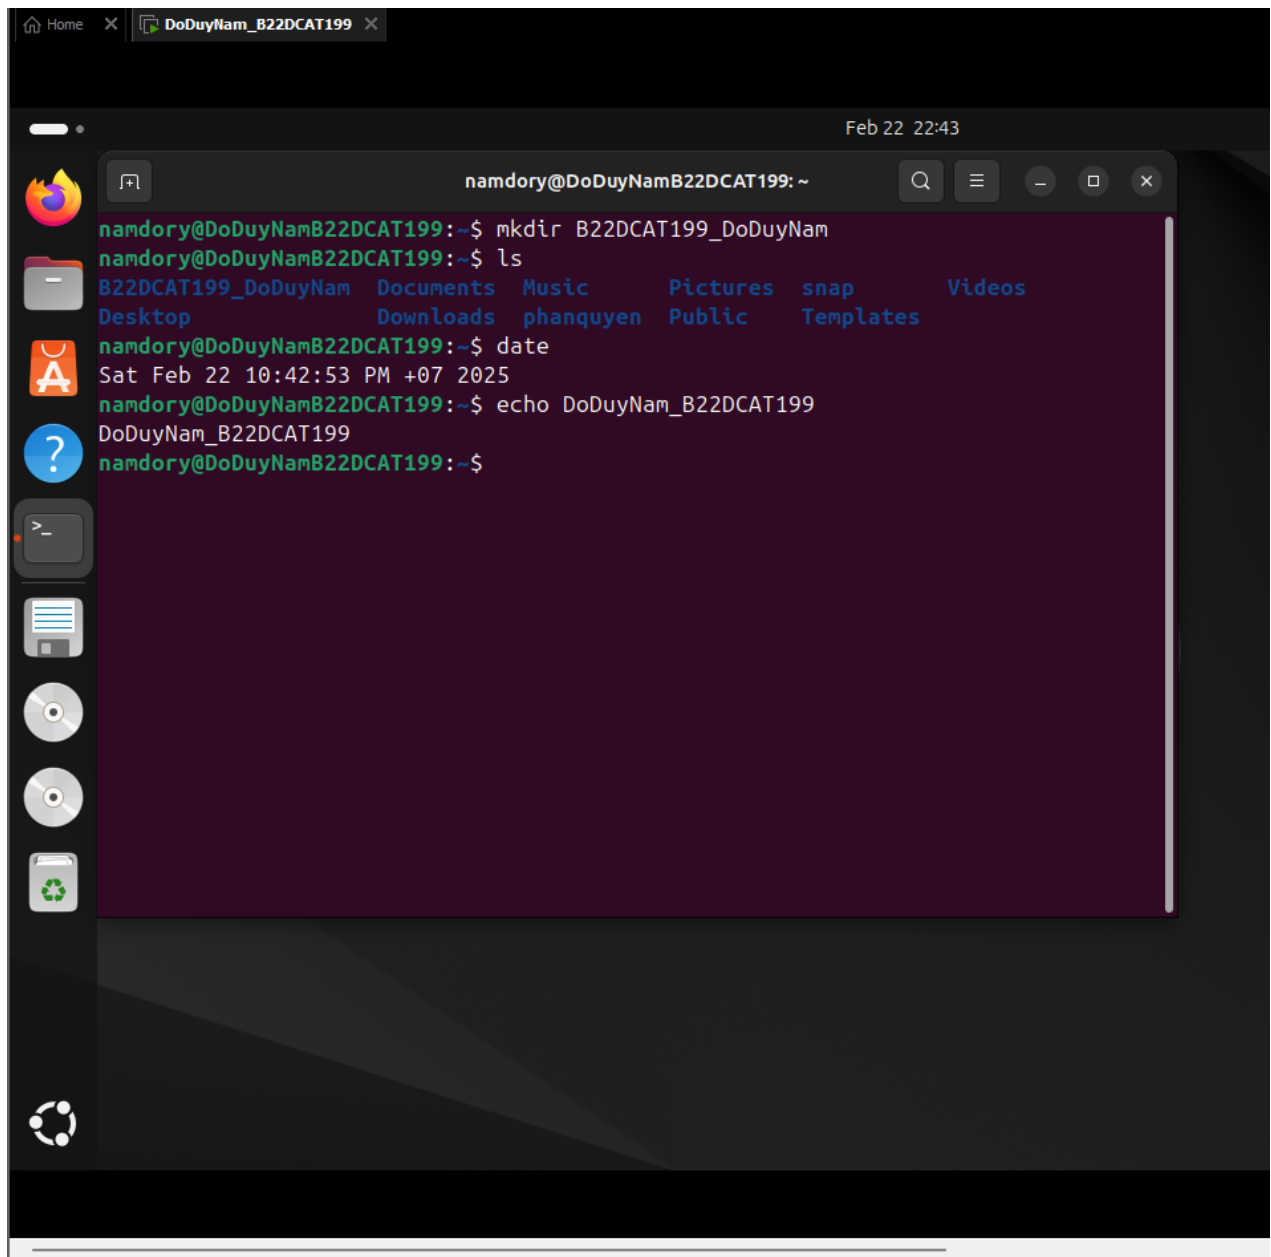 Home DoDuyNam_B22DCAT199
Feb 22 22:43
namdory@DoDuyNamB22DCAT199: ~
namdory@DoDuyNamB22DCAT199:~$ mkdir B22DCAT199_DoDuyNam
namdory@DoDuyNamB22DCAT199:~$ ls
B22DCAT199_DoDuyNam Documents Music Pictures snap Videos
Desktop Downloads phanquyen Public Templates
namdory@DoDuyNamB22DCAT199:~$ date
Sat Feb 22 10:42:53 PM +07 2025
namdory@DoDuyNamB22DCAT199:~$ echo DoDuyNam_B22DCAT199
DoDuyNam_B22DCAT199
namdory@DoDuyNamB22DCAT199:~$